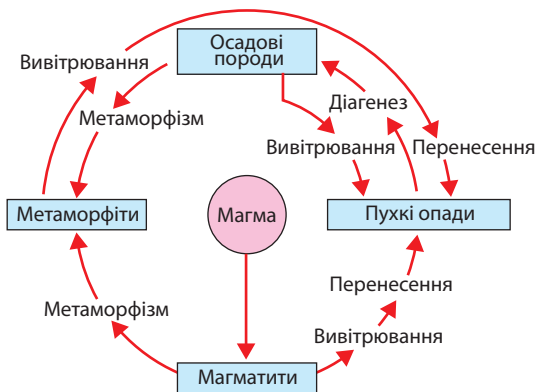 Осадові
породи
Вивітрювання
Діагенез
Метаморфізм
Вивітрювання
Перенесення
Метаморфіти
Магма
Пухкі опади
Перенесення
Метаморфізм
Вивітрювання
Магматити